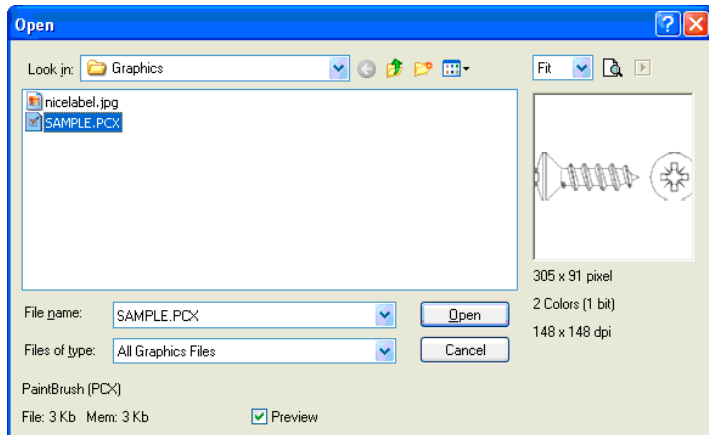 Open
Look in: Graphics
Fit
nicelabel.jpg
SAMPLE.PCX
305 x 91 pixel
2 Colors (1 bit)
148 x 148 dpi
File name: SAMPLE.PCX
Open
Files of type: All Graphics Files
Cancel
PaintBrush (PCX)
File: 3 Kb Mem: 3 Kb
Preview